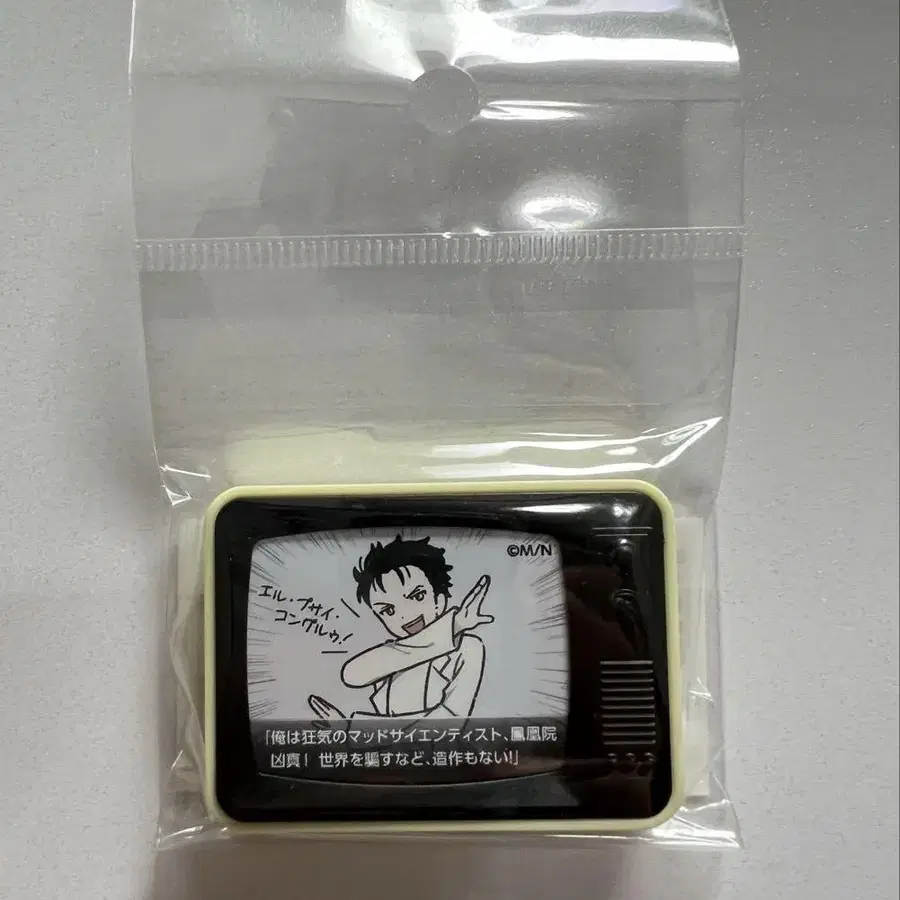 ©M/N
エル・プサイ・
コングルゥ!
「俺は狂気のマッドサイエンティスト、鳳凰院
凶真! 世界を騙すなど、造作もない!」